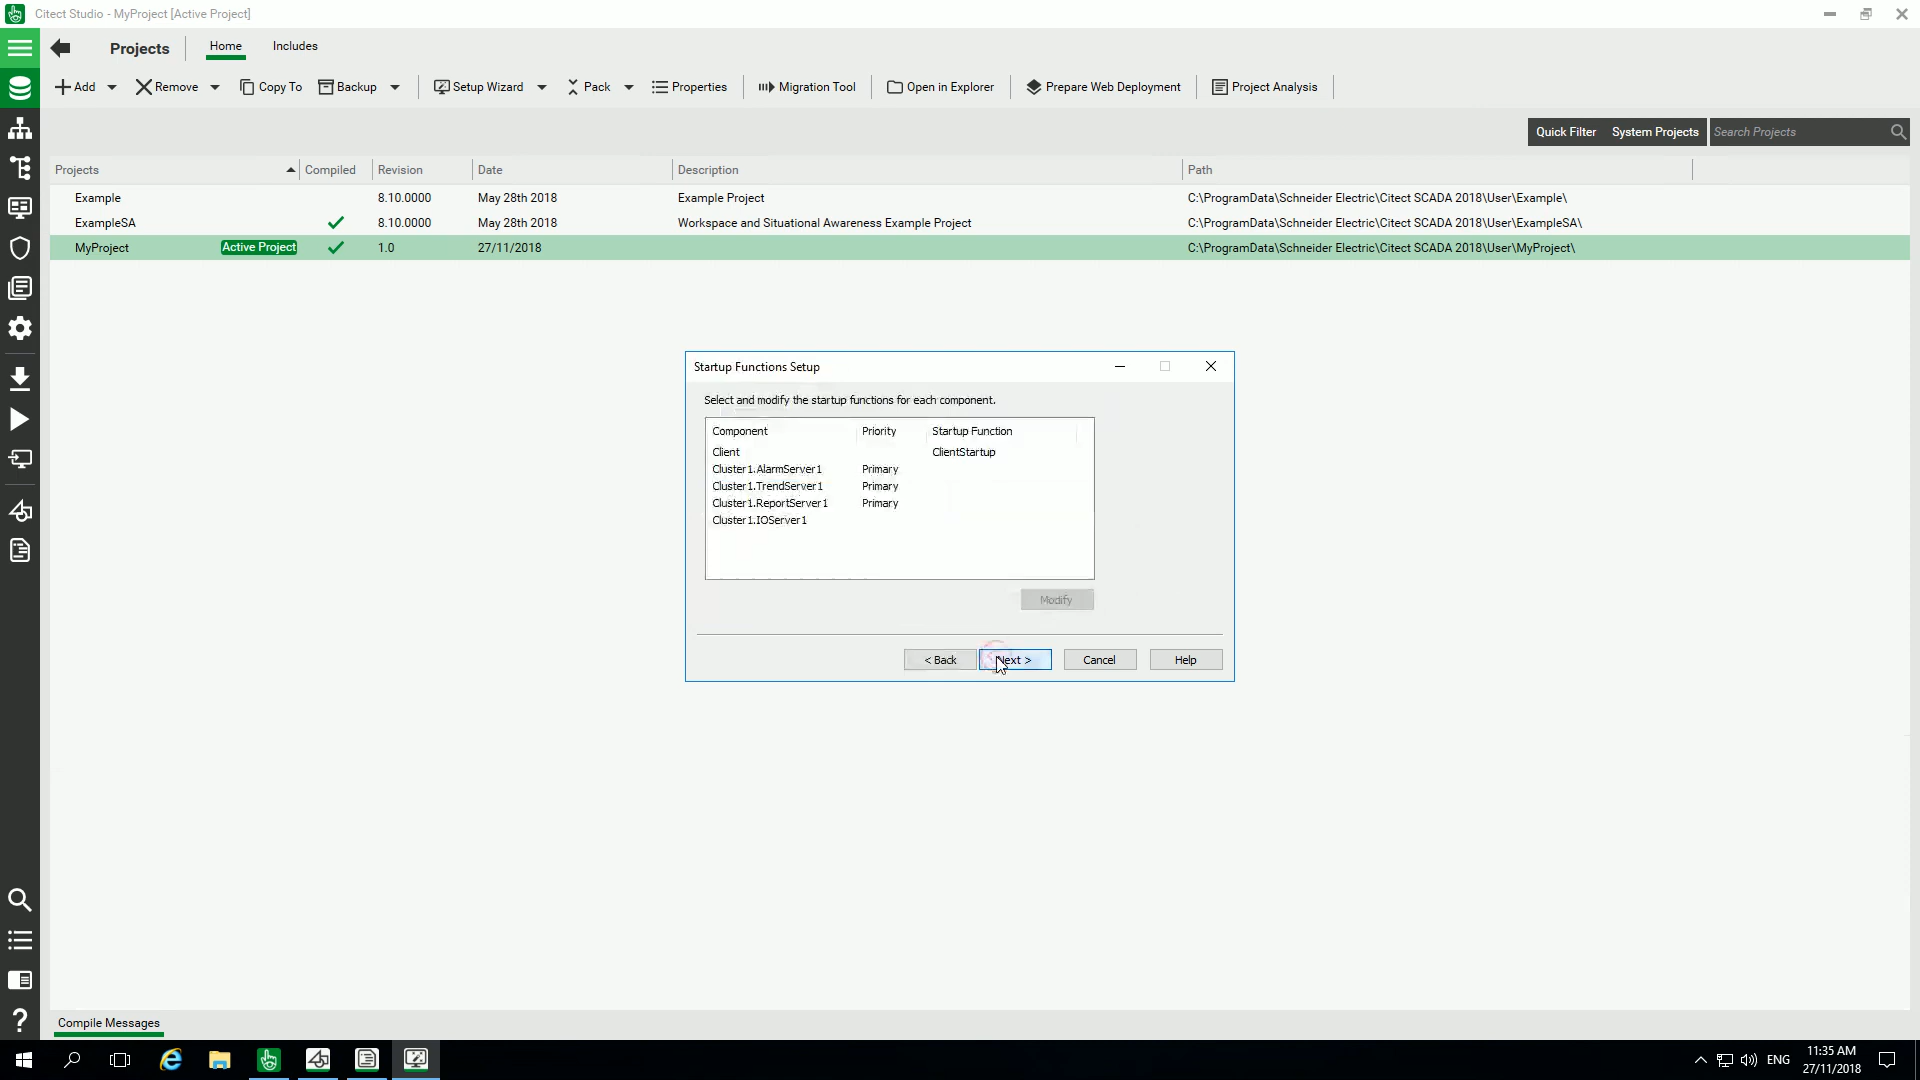 Citect Studio - MyProject [Active Project]
Projects Home Includes
Add Remove Copy To Backup Setup Wizard Pack Properties Migration Tool Open in Explorer Prepare Web Deployment Project Analysis
Quick Filter System Projects Search Projects
Projects Compiled Revision Date Description Path
Example 8.10.0000 May 28th 2018 Example Project C:\ProgramData\Schneider Electric\Citect SCADA 2018\User\Example\
ExampleSA 8.10.0000 May 28th 2018 Workspace and Situational Awareness Example Project C:\ProgramData\Schneider Electric\Citect SCADA 2018\User\ExampleSA\
MyProject Active Project 1.0 27/11/2018 C:\ProgramData\Schneider Electric\Citect SCADA 2018\User\MyProject\
Startup Functions Setup
Select and modify the startup functions for each component.
Component Priority Startup Function
Client ClientStartup
Cluster1.AlarmServer1 Primary
Cluster1.TrendServer1 Primary
Cluster1.ReportServer1 Primary
Cluster1.IOServer1
Modify
< Back Next > Cancel Help
Compile Messages
ENG 11:35 AM
27/11/2018